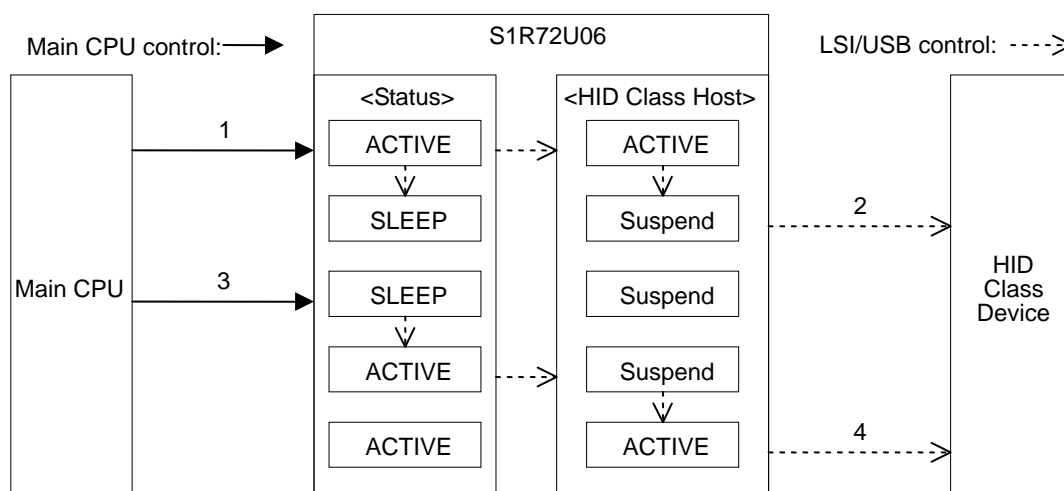 S1R72U06
Main CPU control:
LSI/USB control:
<Status>
<HID Class Host>
1
ACTIVE
ACTIVE
SLEEP
Suspend
2
Main CPU
3
SLEEP
Suspend
HID
Class
Device
ACTIVE
Suspend
ACTIVE
ACTIVE
4